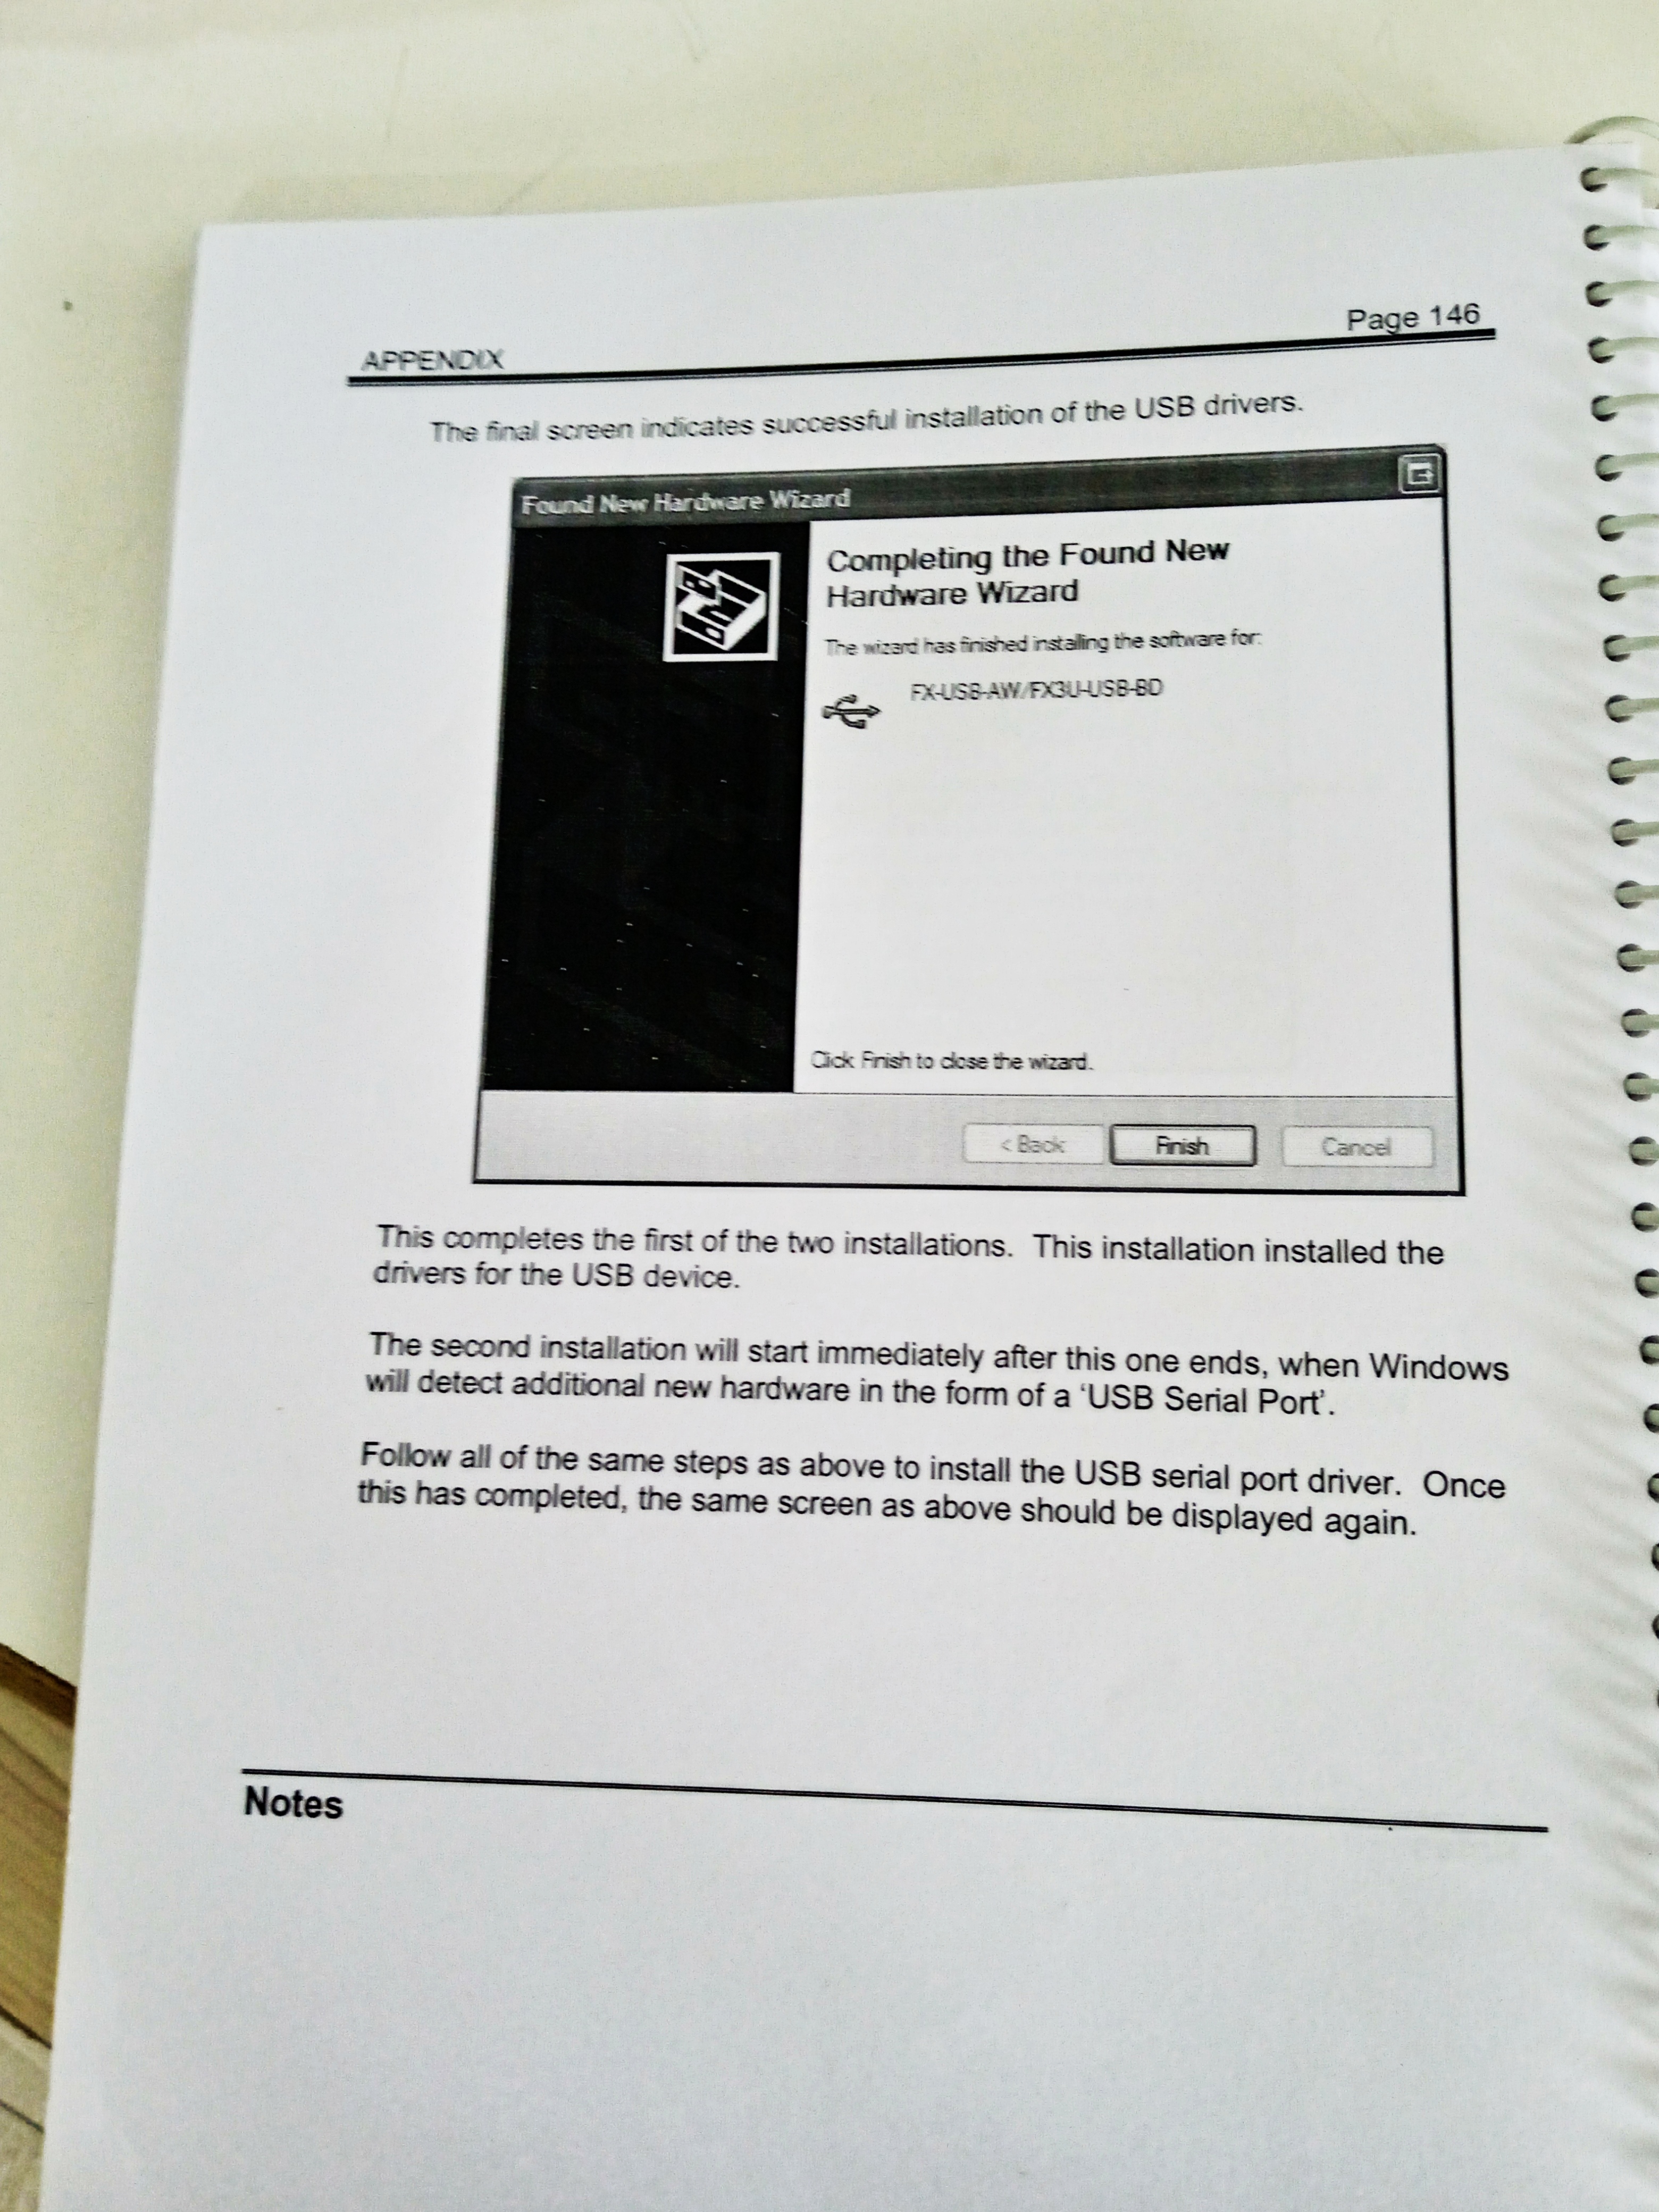 Page 146
APPENDIX
The final screen indicates successful installation of the USB drivers.
Found New Hardware Wizard
Completing the Found New
Hardware Wizard
The wizard has finished installing the software for:
FX-USB-AW/FX3U-USB-BD
Click Finish to close the wizard.
< Back Finish Cancel
This completes the first of the two installations. This installation installed the
drivers for the USB device.
The second installation will start immediately after this one ends, when Windows
will detect additional new hardware in the form of a ‘USB Serial Port’.
Follow all of the same steps as above to install the USB serial port driver. Once
this has completed, the same screen as above should be displayed again.
Notes